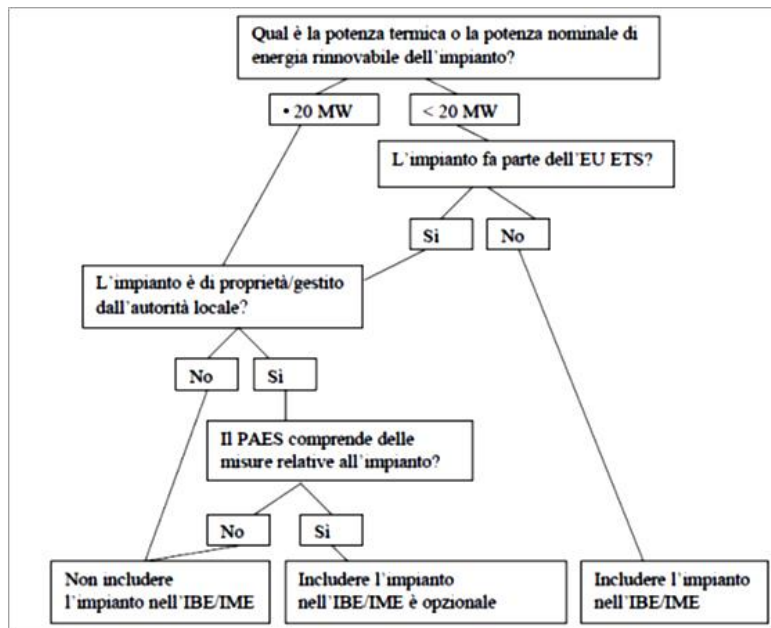 Qual è la potenza termica o la potenza nominale di
energia rinnovabile dell'impianto?
• 20 MW
< 20 MW
L'impianto fa parte dell'EU ETS?
Sì
No
L'impianto è di proprietà/gestito
dall'autorità locale?
No
Sì
Il PAES comprende delle
misure relative all'impianto?
No
Sì
Non includere
l'impianto nell'IBE/IME
Includere l'impianto
nell'IBE/IME è opzionale
Includere l'impianto
nell'IBE/IME